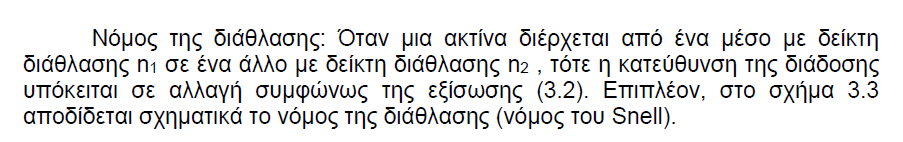 Νόμος της διάθλασης: Όταν μια ακτίνα διέρχεται από ένα μέσο με δείκτη
διάθλασης n₁ σε ένα άλλο με δείκτη διάθλασης n₂ , τότε η κατεύθυνση της διάδοσης
υπόκειται σε αλλαγή συμφώνως της εξίσωσης (3.2). Επιπλέον, στο σχήμα 3.3
αποδίδεται σχηματικά το νόμος της διάθλασης (νόμος του Snell).